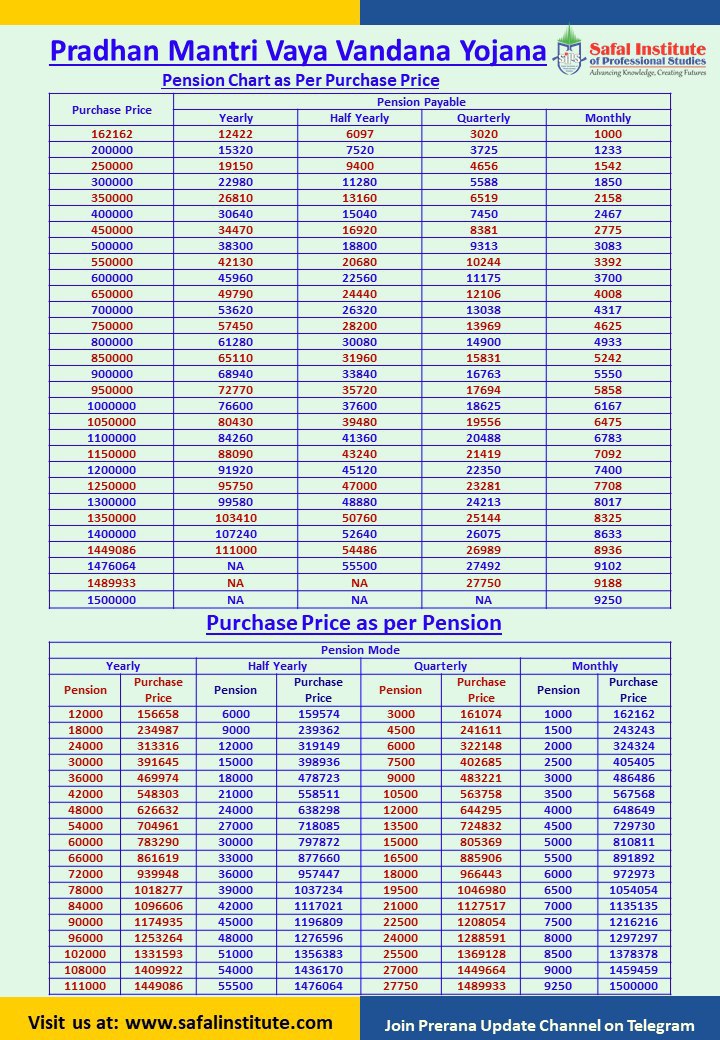 Pradhan Mantri Vaya Vandana Yojana
Safal Institute
of Professional Studies
Advancing Knowledge, Creating Futures
Pension Chart as Per Purchase Price
Purchase Price Pension Payable
Yearly Half Yearly Quarterly Monthly
162162 12422 6097 3020 1000
200000 15320 7520 3725 1233
250000 19150 9400 4656 1542
300000 22980 11280 5588 1850
350000 26810 13160 6519 2158
400000 30640 15040 7450 2467
450000 34470 16920 8381 2775
500000 38300 18800 9313 3083
550000 42130 20680 10244 3392
600000 45960 22560 11175 3700
650000 49790 24440 12106 4008
700000 53620 26320 13038 4317
750000 57450 28200 13969 4625
800000 61280 30080 14900 4933
850000 65110 31960 15831 5242
900000 68940 33840 16763 5550
950000 72770 35720 17694 5858
1000000 76600 37600 18625 6167
1050000 80430 39480 19556 6475
1100000 84260 41360 20488 6783
1150000 88090 43240 21419 7092
1200000 91920 45120 22350 7400
1250000 95750 47000 23281 7708
1300000 99580 48880 24213 8017
1350000 103410 50760 25144 8325
1400000 107240 52640 26075 8633
1449086 111000 54486 26989 8936
1476064 NA 55500 27492 9102
1489933 NA NA 27750 9188
1500000 NA NA NA 9250
Purchase Price as per Pension
Pension Mode
Yearly Half Yearly Quarterly Monthly
Pension Purchase Price Pension Purchase Price Pension Purchase Price Pension Purchase Price
12000 156658 6000 159574 3000 161074 1000 162162
18000 234987 9000 239362 4500 241611 1500 243243
24000 313316 12000 319149 6000 322148 2000 324324
30000 391645 15000 398936 7500 402685 2500 405405
36000 469974 18000 478723 9000 483221 3000 486486
42000 548303 21000 558511 10500 563758 3500 567568
48000 626632 24000 638298 12000 644295 4000 648649
54000 704961 27000 718085 13500 724832 4500 729730
60000 783290 30000 797872 15000 805369 5000 810811
66000 861619 33000 877660 16500 885906 5500 891892
72000 939948 36000 957447 18000 966443 6000 972973
78000 1018277 39000 1037234 19500 1046980 6500 1054054
84000 1096606 42000 1117021 21000 1127517 7000 1135135
90000 1174935 45000 1196809 22500 1208054 7500 1216216
96000 1253264 48000 1276596 24000 1288591 8000 1297297
102000 1331593 51000 1356383 25500 1369128 8500 1378378
108000 1409922 54000 1436170 27000 1449664 9000 1459459
111000 1449086 55500 1476064 27750 1489933 9250 1500000
Visit us at: www.safalinstitute.com
Join Prerana Update Channel on Telegram